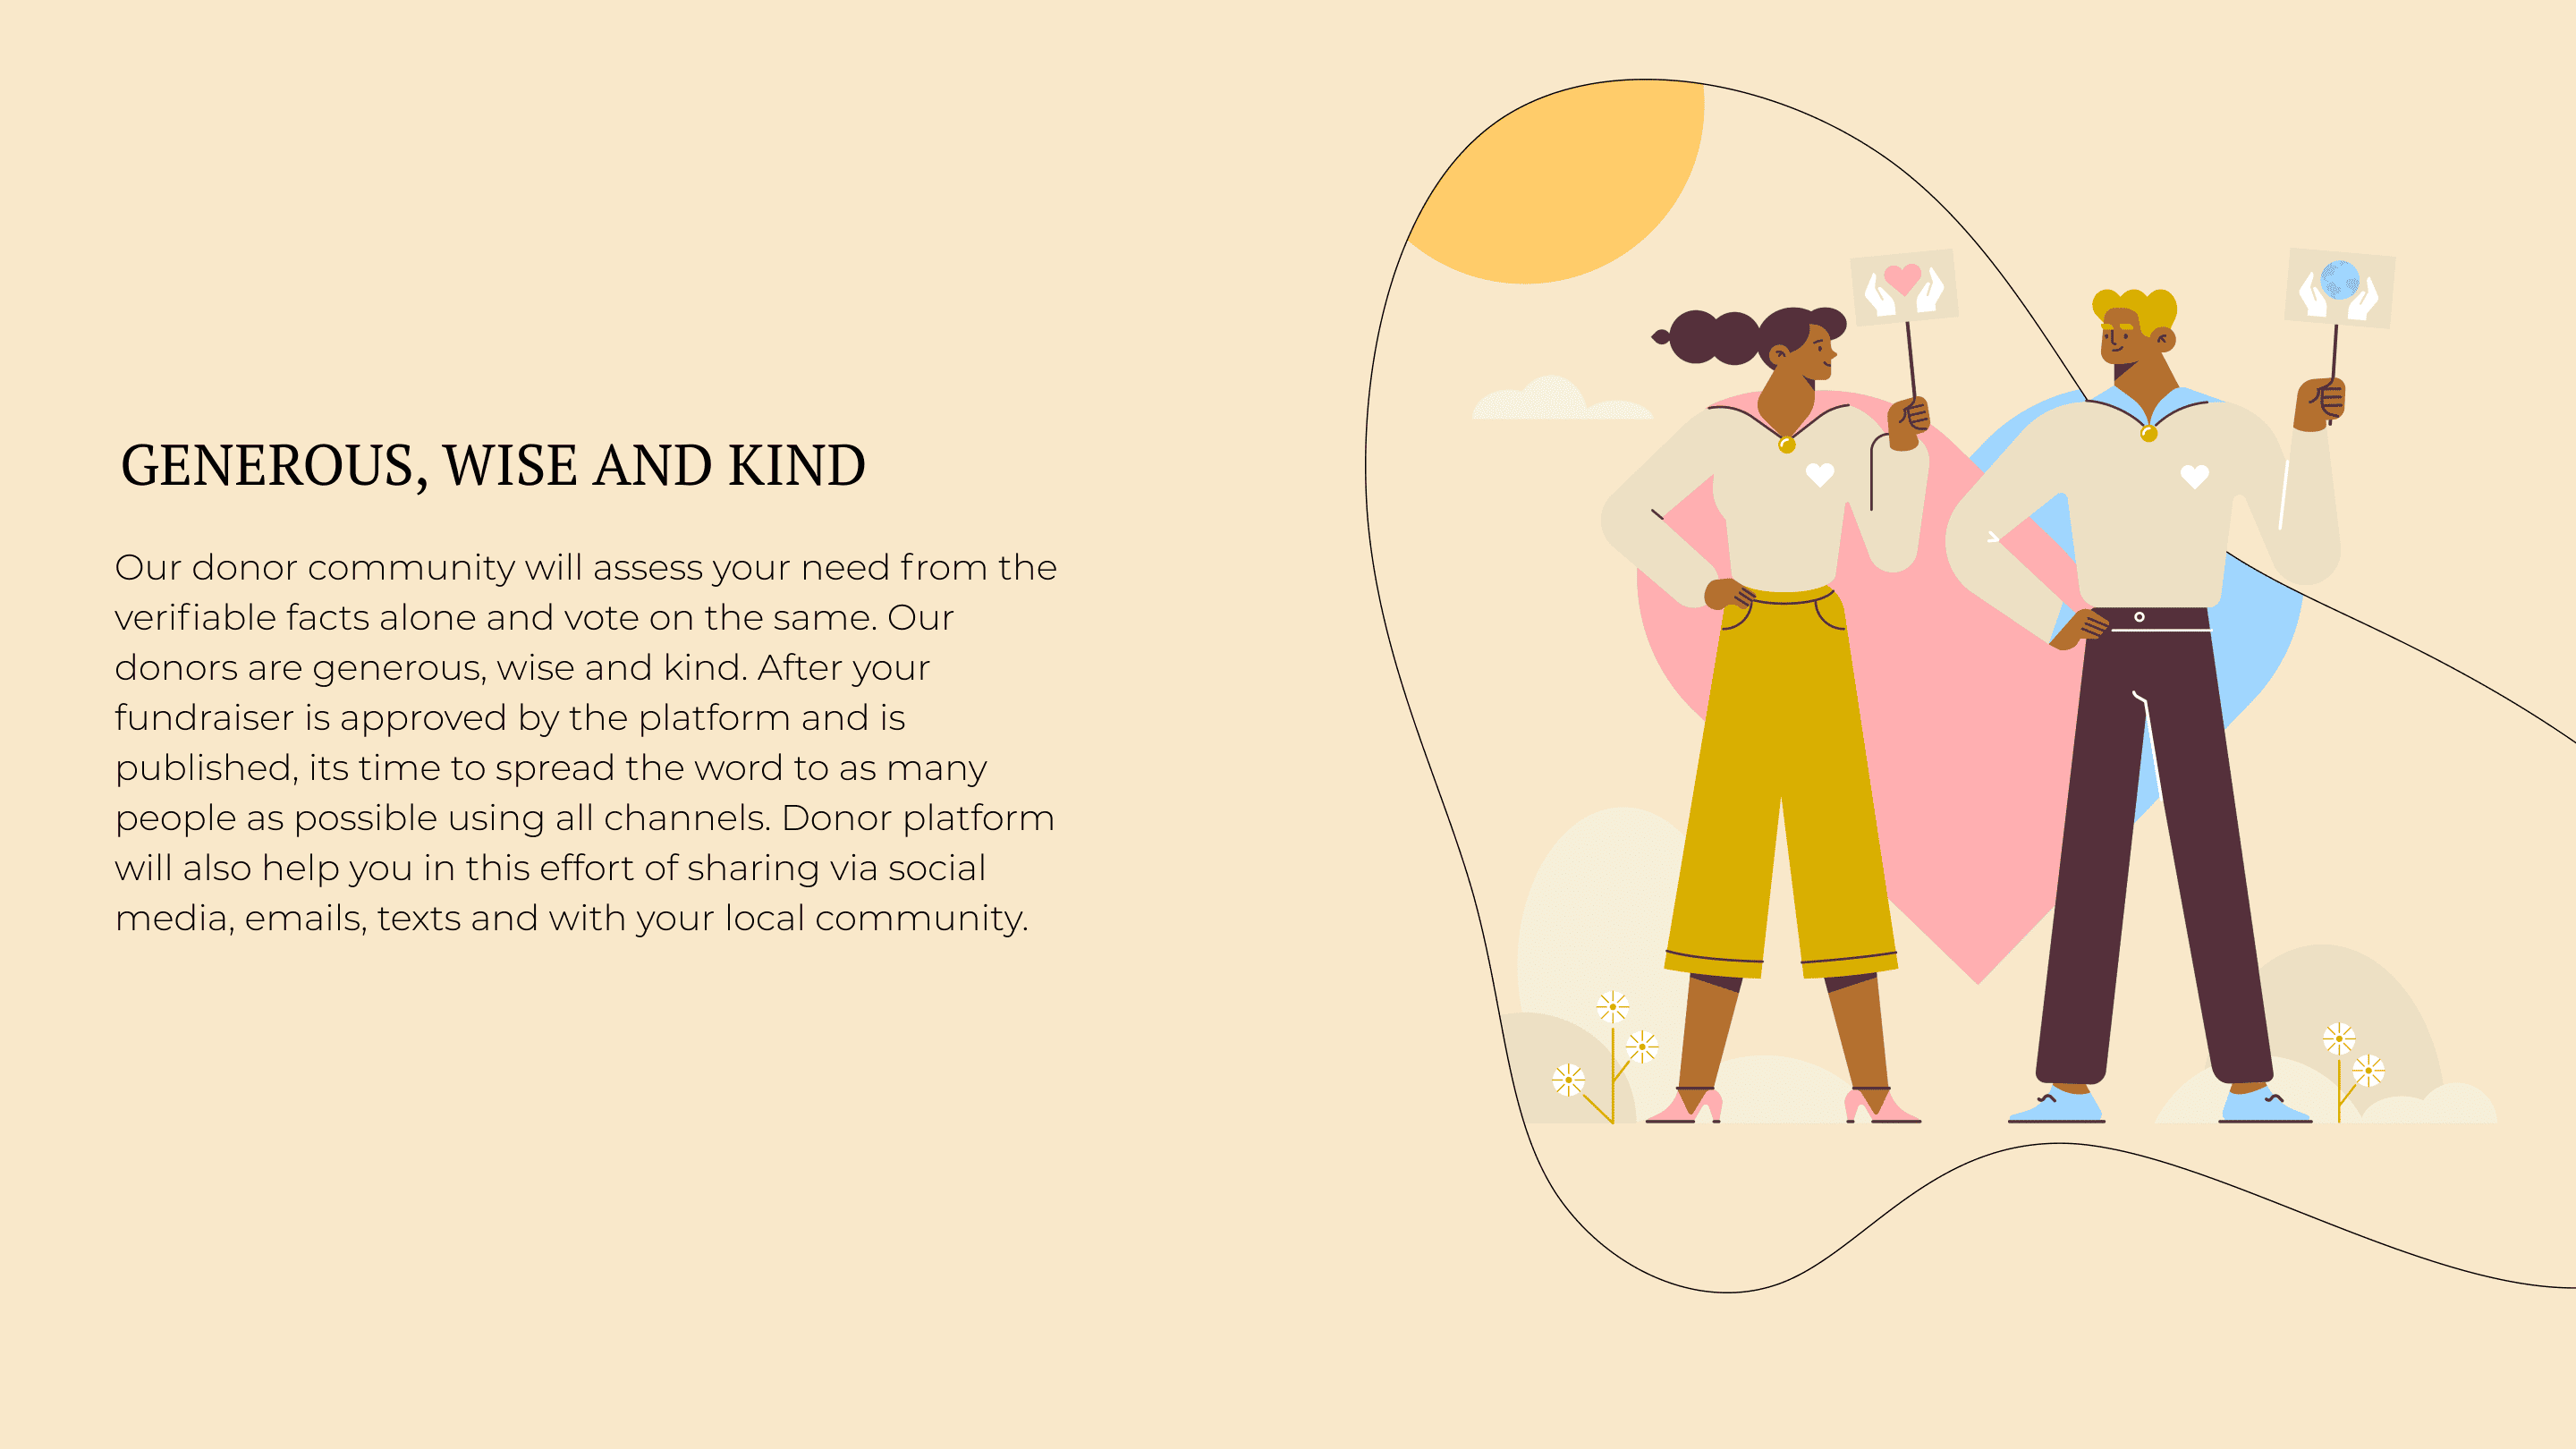 GENEROUS, WISE AND KIND
Our donor community will assess your need from the
verifiable facts alone and vote on the same. Our
donors are generous, wise and kind. After your
fundraiser is approved by the platform and is
published, its time to spread the word to as many
people as possible using all channels. Donor platform
will also help you in this effort of sharing via social
media, emails, texts and with your local community.